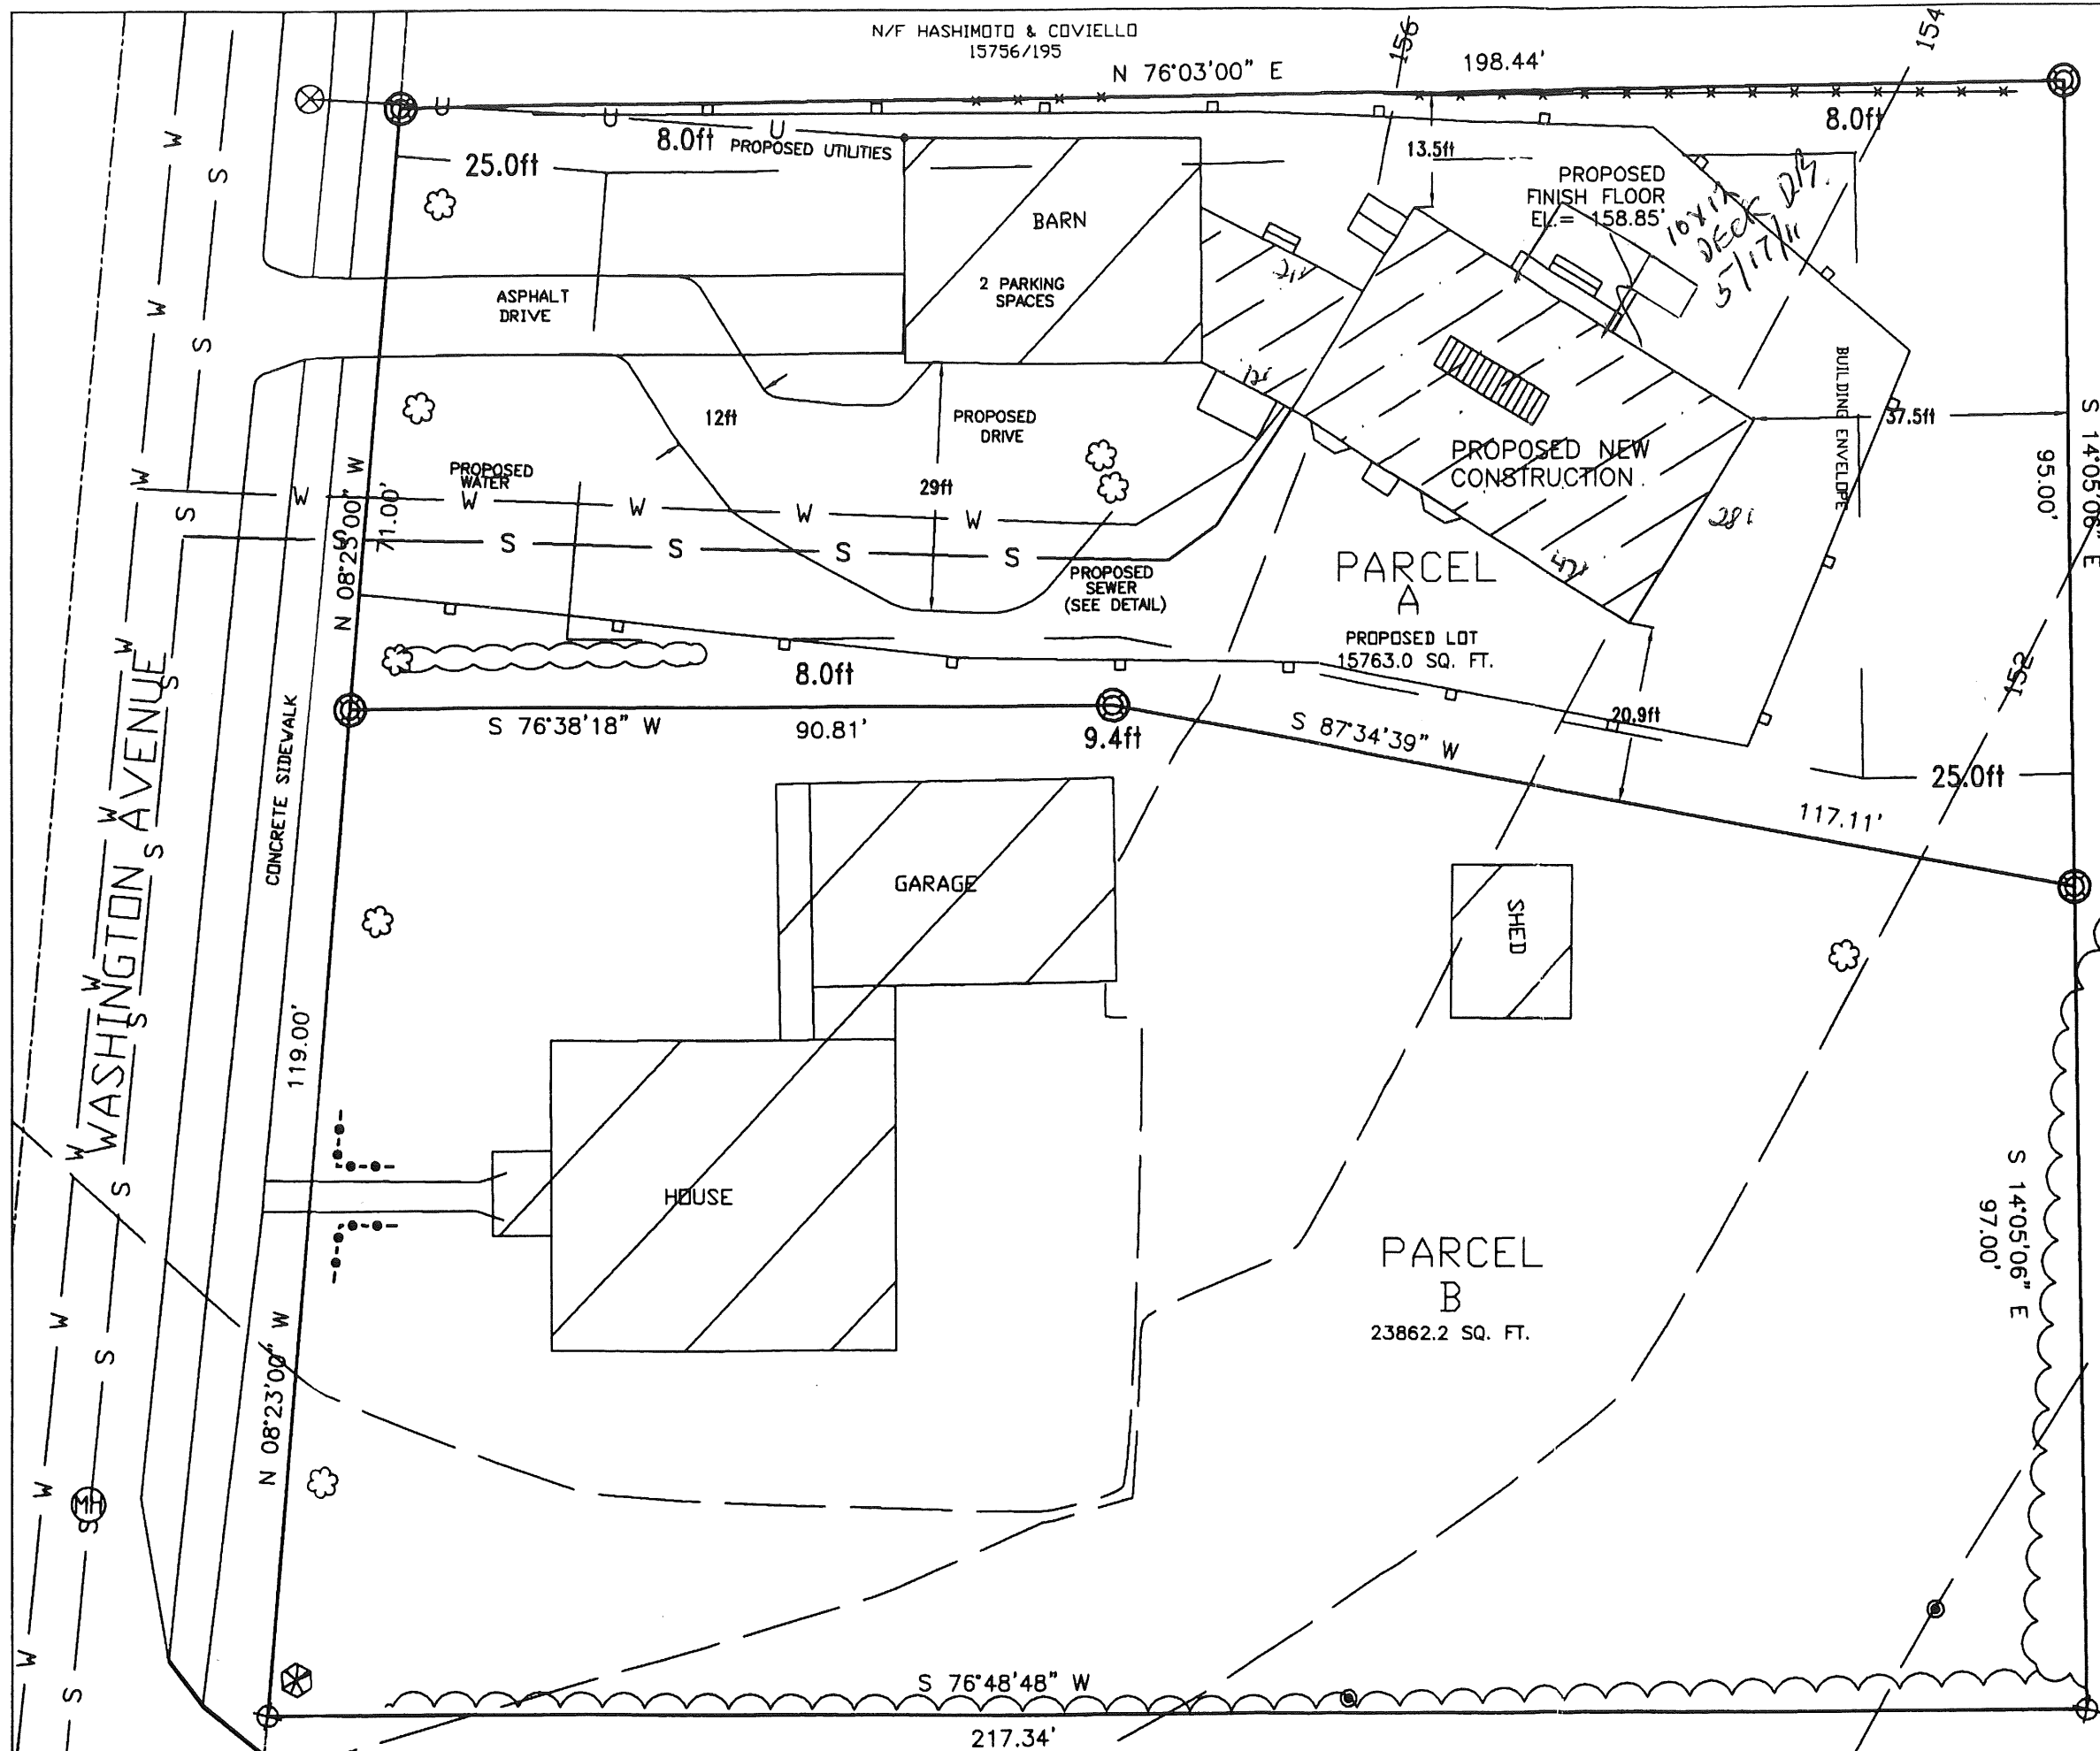 N/F HASHIMOTO & COVIELLO
15756/195
N 76°03'00" E
198.44'
156
154
8.0ft
PROPOSED UTILITIES
U
U
U
8.0ft
25.0ft
13.5ft
BARN
2 PARKING
SPACES
PROPOSED
FINISH FLOOR
EL.= 158.85'
10x12
DECK
5/17/11
ASPHALT
DRIVE
12ft
PROPOSED
DRIVE
29ft
PROPOSED
WATER
W
W
W
W
W
S
S
S
S
S
PROPOSED
SEWER
(SEE DETAIL)
PROPOSED NEW
CONSTRUCTION
28'
BUILDING ENVELOPE
37.5ft
S 14°05'06" E
95.00'
N 08°23'00" W
71.00'
PARCEL
A
PROPOSED LOT
15763.0 SQ. FT.
20.9ft
152
8.0ft
S 76°38'18" W
90.81'
9.4ft
S 87°34'39" W
25.0ft
117.11'
WASHINGTON AVENUE
CONCRETE SIDEWALK
119.00'
N 08°23'00" W
GARAGE
SHED
HOUSE
PARCEL
B
23862.2 SQ. FT.
S 14°05'06" E
97.00'
MH
S 76°48'48" W
217.34'